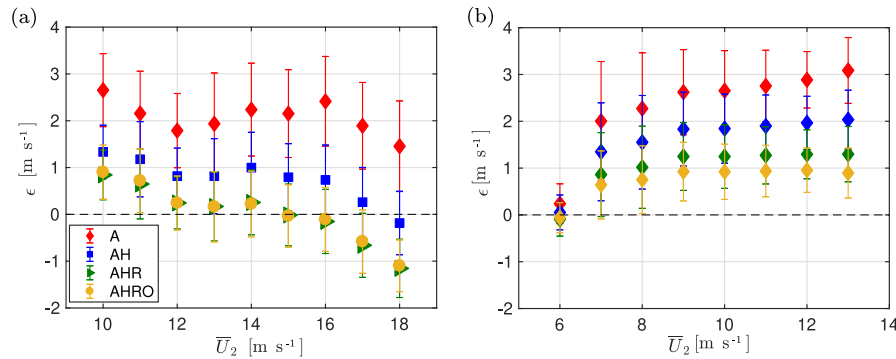 (a)
4
3
2
1
0
-1
-2
ϵ [m s⁻¹]
A
AH
AHR
AHRO
10 12 14 16 18
U̅₂ [m s⁻¹]
(b)
4
3
2
1
0
-1
-2
ϵ [m s⁻¹]
4 6 8 10 12 14
U̅₂ [m s⁻¹]